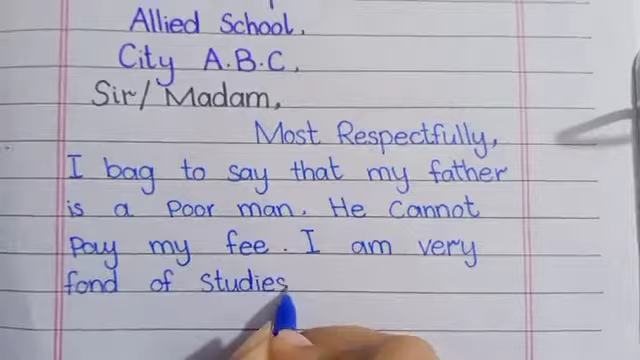 Allied School.
City A.B.C.
Sir/Madam,
Most Respectfully,
I bag to say that my father
is a poor man. He cannot
pay my fee. I am very
fond of studies